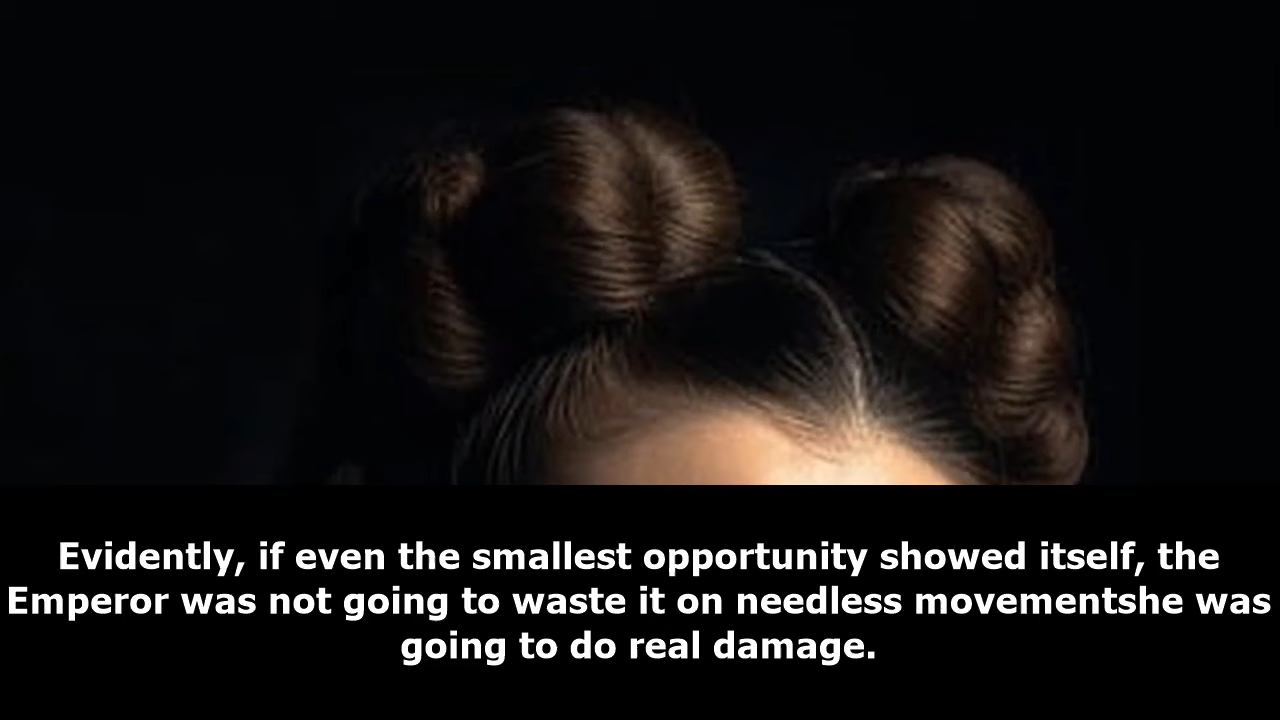 Evidently, if even the smallest opportunity showed itself, the
Emperor was not going to waste it on needless movementshe was
going to do real damage.